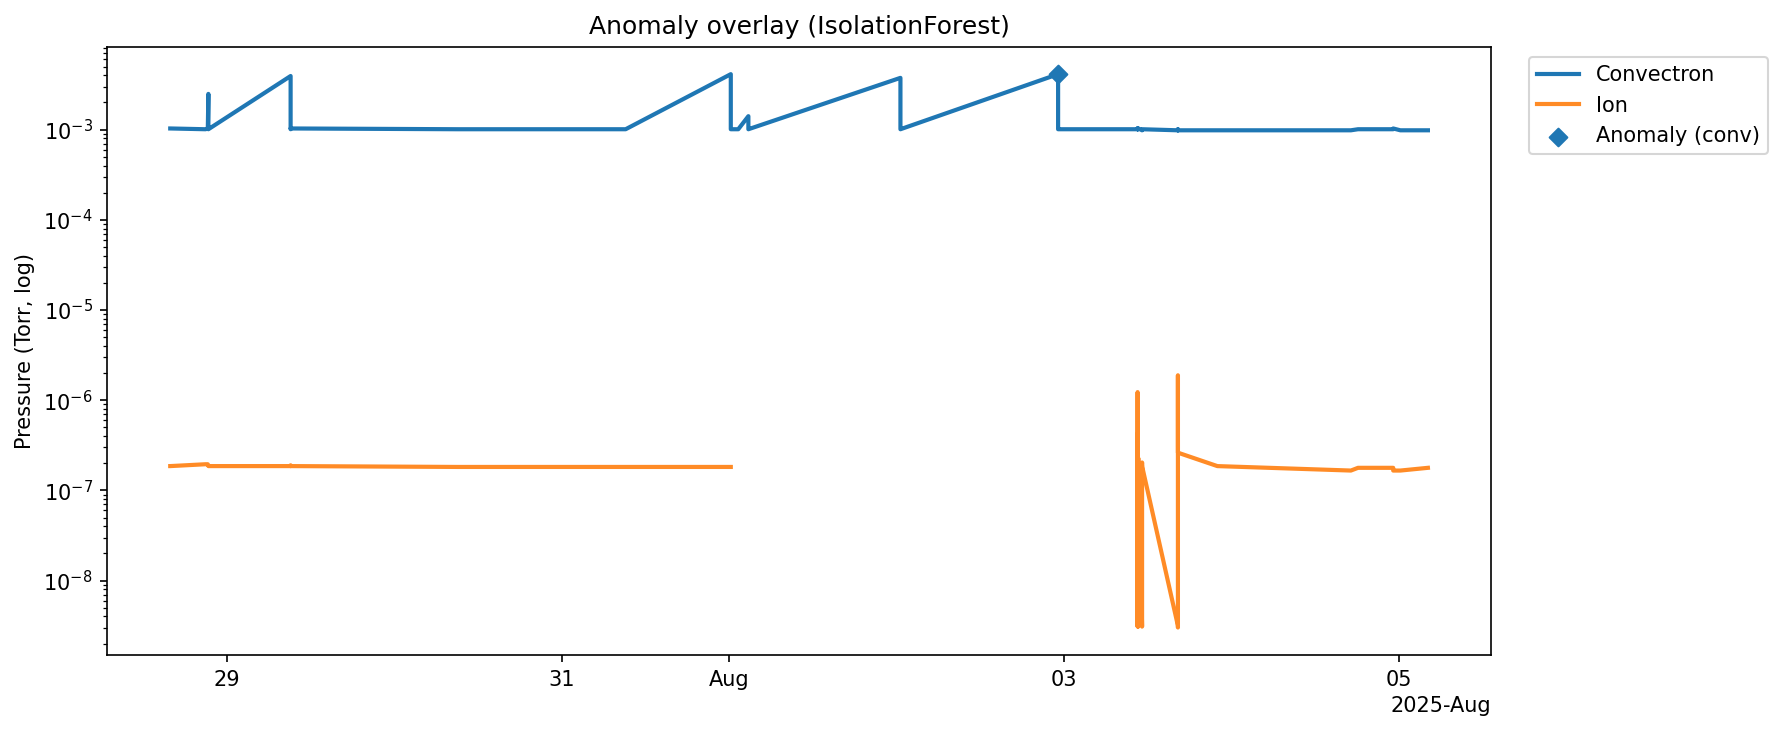 Anomaly overlay (IsolationForest)
Convectron
Ion
Anomaly (conv)
Pressure (Torr, log)
10⁻³
10⁻⁴
10⁻⁵
10⁻⁶
10⁻⁷
10⁻⁸
29
31
Aug
03
05
2025-Aug